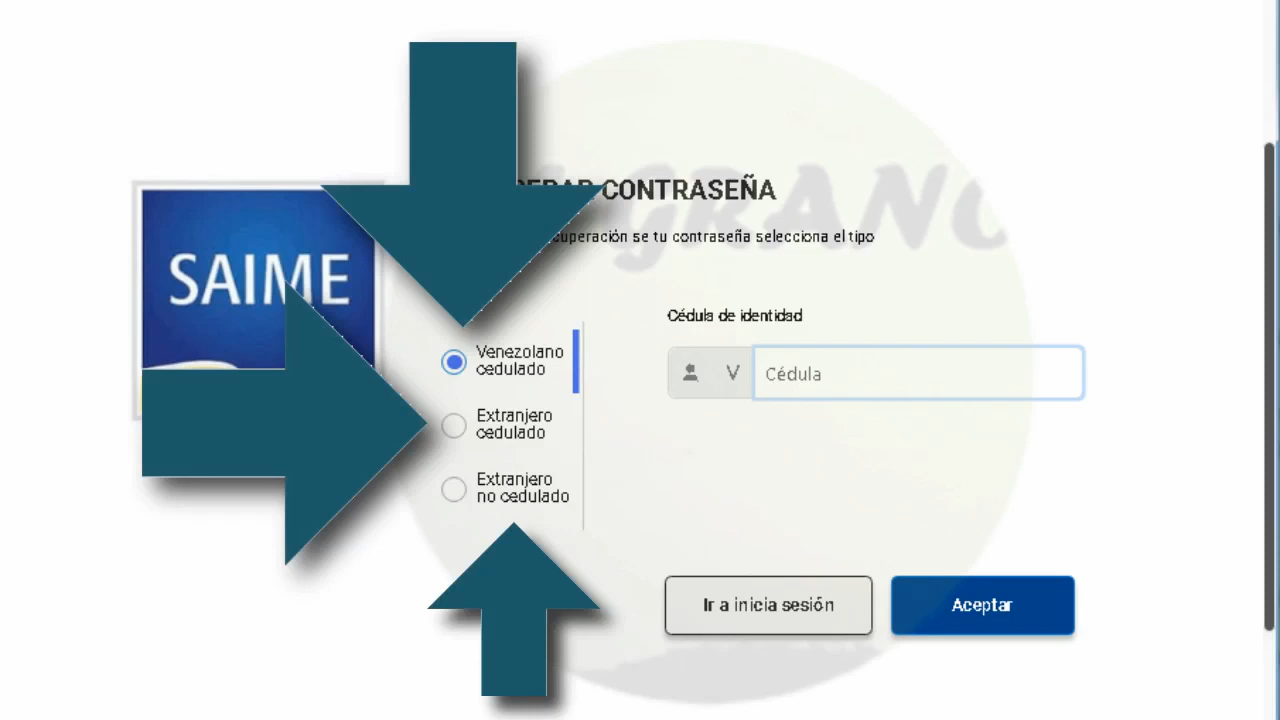 CONTRASEÑA
se tu contraseña selecciona el tipo
SAIME
Cédula de identidad
Venezolano
cedulado
V Cédula
Extranjero
cedulado
Extranjero
no cedulado
Ir a inicia sesión
Aceptar